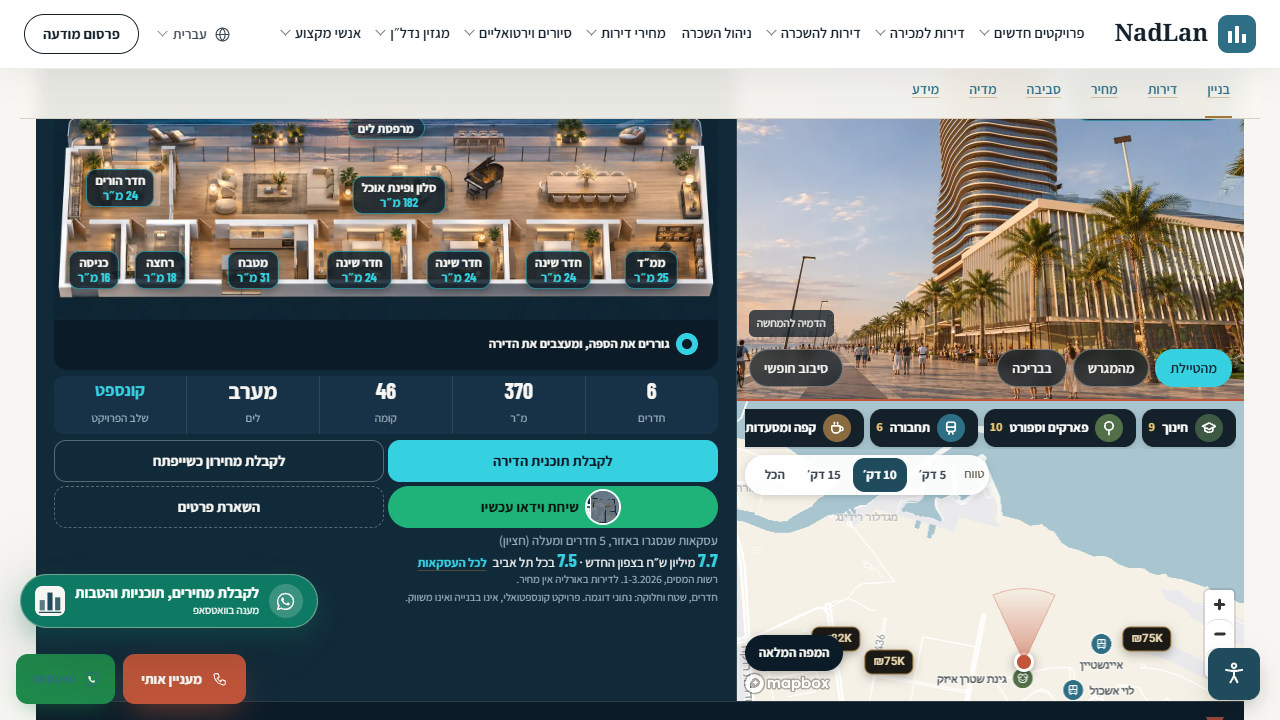 NadLan
פרויקטים חדשים
דירות למכירה
דירות להשכרה
ניהול השכרה
מחירי דירות
סיורים וירטואליים
מגזין נדל״ן
אנשי מקצוע
עברית
פרסום מודעה
בניין
דירות
מחיר
סביבה
מדיה
מידע
הדמיה להמחשה
מהטיילת
מהמגרש
בבריכה
סיבוב חופשי
חינוך 9
פארקים וספורט 10
תחבורה 6
קפה ומסעדות
טווח
5 דק׳
10 דק׳
15 דק׳
הכל
מגדלור רידינג
₪75K
₪75K
איינשטיין
גינת שטרן איזק
לוי אשכול
המפה המלאה
mapbox
מרפסת לים
חדר הורים
24 מ״ר
סלון ופינת אוכל
182 מ״ר
ממ״ד
25 מ״ר
חדר שינה
24 מ״ר
חדר שינה
24 מ״ר
חדר שינה
24 מ״ר
מטבח
31 מ״ר
רחצה
18 מ״ר
כניסה
16 מ״ר
גוררים את הספה, ומעצבים את הדירה
6
חדרים
370
מ״ר
46
קומה
מערב
לים
קונספט
שלב הפרויקט
לקבלת תוכנית הדירה
לקבלת מחירון כשייפתח
שיחת וידאו עכשיו
השארת פרטים
עסקאות שנסגרו באזור, 5 חדרים ומעלה (חציון)
7.7 מיליון ש״ח בצפון החדש · 7.5 בכל תל אביב לכל העסקאות
רשות המסים, 1-3.2026. לדירות באורליה אין מחיר.
חדרים, שטח וחלוקה: נתוני דוגמה. פרויקט קונספטואלי, אינו בבנייה ואינו משווק.
לקבלת מחירים, תוכניות והטבות
מענה בוואטסאפ
מעניין אותי